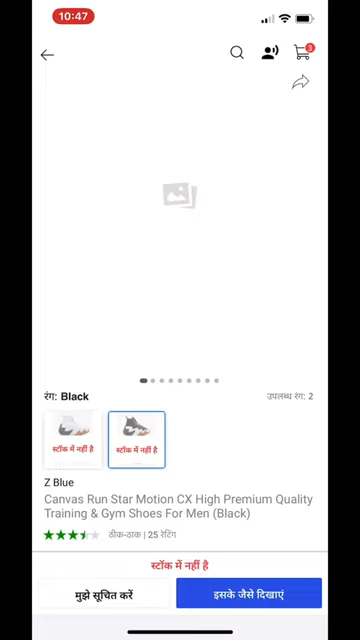 10:47
3
रंग: Black
उपलब्ध रंग: 2
स्टॉक में नहीं है
स्टॉक में नहीं है
Z Blue
Canvas Run Star Motion CX High Premium Quality
Training & Gym Shoes For Men (Black)
ठीक-ठाक | 25 रेटिंग
स्टॉक में नहीं है
मुझे सूचित करें
इसके जैसे दिखाएं